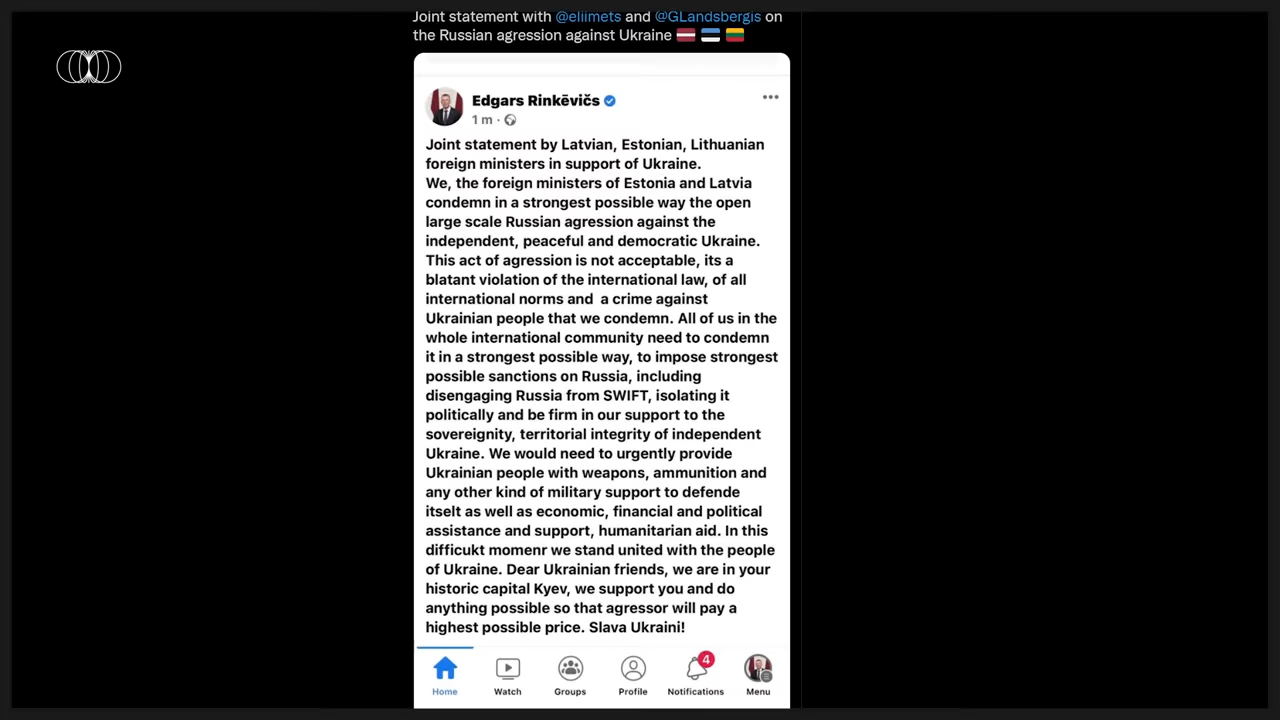 Joint statement with @eliimets and @GLandsbergis on
the Russian agression against Ukraine 🇱🇻 🇪🇪 🇱🇹
Edgars Rinkēvičs
1 m ·
Joint statement by Latvian, Estonian, Lithuanian
foreign ministers in support of Ukraine.
We, the foreign ministers of Estonia and Latvia
condemn in a strongest possible way the open
large scale Russian agression against the
independent, peaceful and democratic Ukraine.
This act of agression is not acceptable, its a
blatant violation of the international law, of all
international norms and  a crime against
Ukrainian people that we condemn. All of us in the
whole international community need to condemn
it in a strongest possible way, to impose strongest
possible sanctions on Russia, including
disengaging Russia from SWIFT, isolating it
politically and be firm in our support to the
sovereignity, territorial integrity of independent
Ukraine. We would need to urgently provide
Ukrainian people with weapons, ammunition and
any other kind of military support to defende
itselt as well as economic, financial and political
assistance and support, humanitarian aid. In this
difficukt momenr we stand united with the people
of Ukraine. Dear Ukrainian friends, we are in your
historic capital Kyev, we support you and do
anything possible so that agressor will pay a
highest possible price. Slava Ukraini!
4
Home Watch Groups Profile Notifications Menu